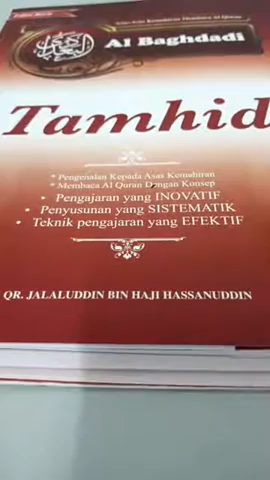 Al Baghdadi
Tamhid
* Pengenalan Kepada Asas Kemahiran
* Membaca Al Quran Dengan Konsep
• Pengajaran yang INOVATIF
• Penyusunan yang SISTEMATIK
• Teknik pengajaran yang EFEKTIF
QR. JALALUDDIN BIN HAJI HASSANUDDIN